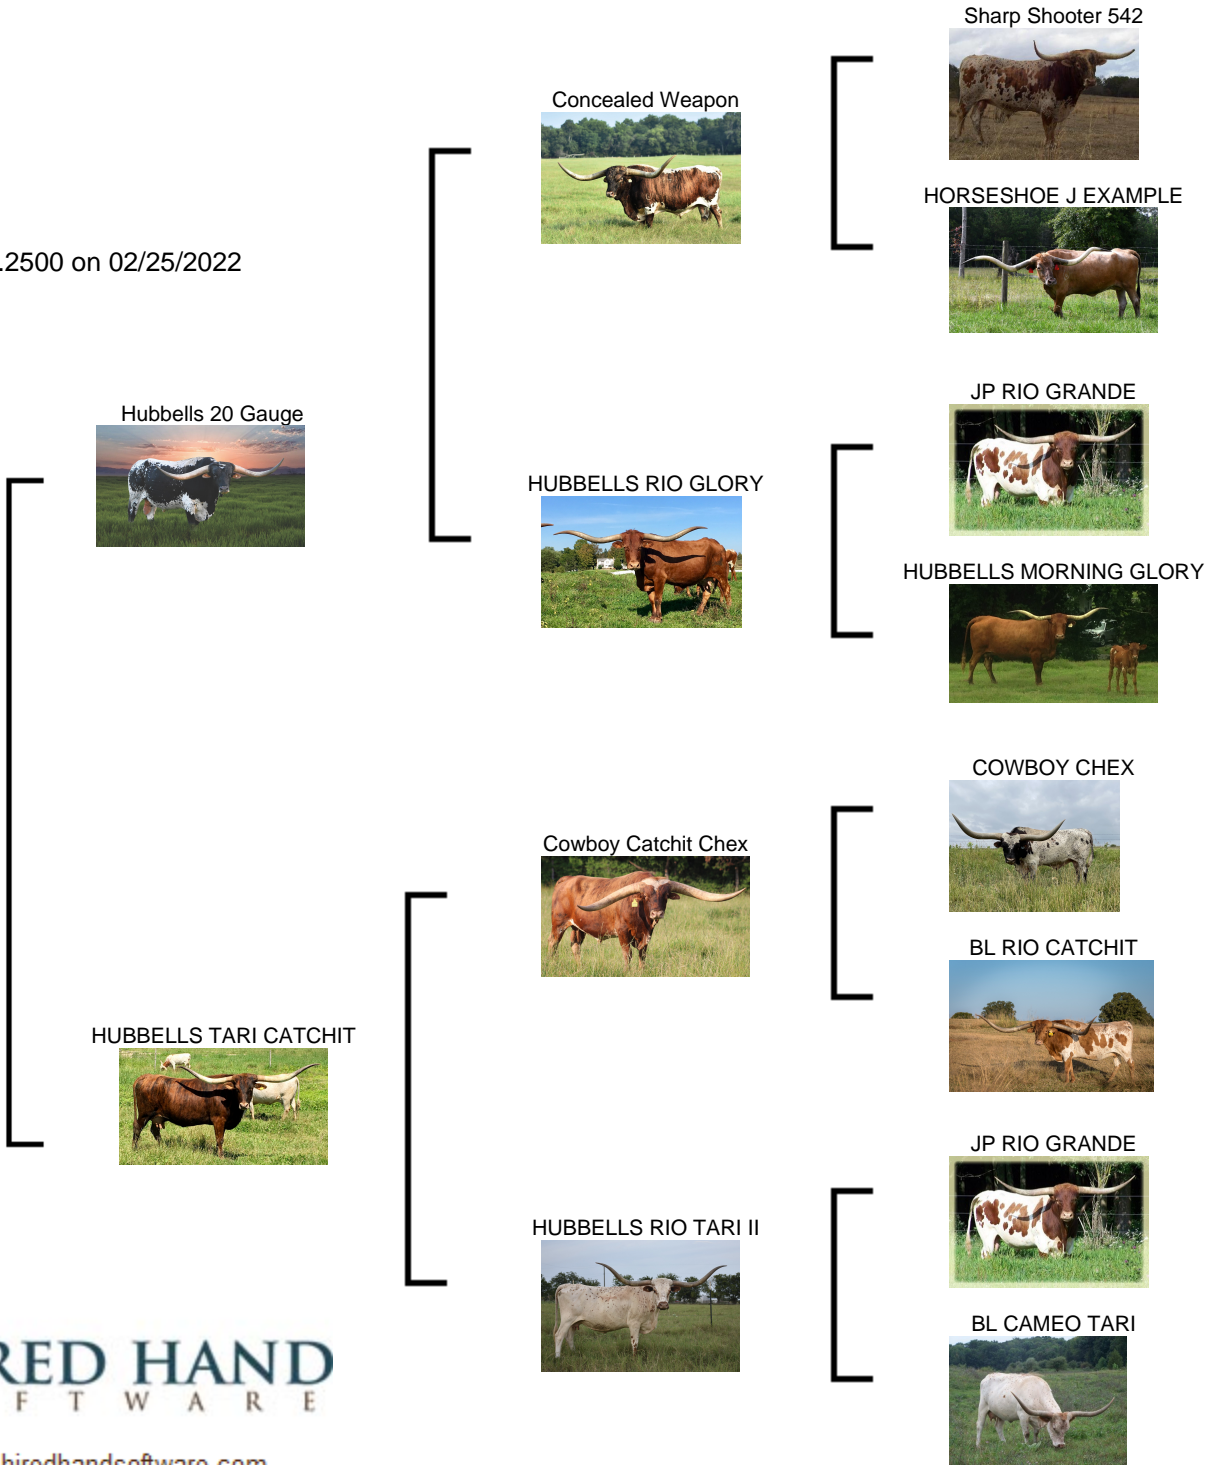 Sharp Shooter 542
Concealed Weapon
HORSESHOE J EXAMPLE
.2500 on 02/25/2022
JP RIO GRANDE
Hubbells 20 Gauge
HUBBELLS RIO GLORY
HUBBELLS MORNING GLORY
COWBOY CHEX
Cowboy Catchit Chex
BL RIO CATCHIT
HUBBELLS TARI CATCHIT
JP RIO GRANDE
HUBBELLS RIO TARI II
BL CAMEO TARI
RED HAND
F T W A R E
hiredhandsoftware.com